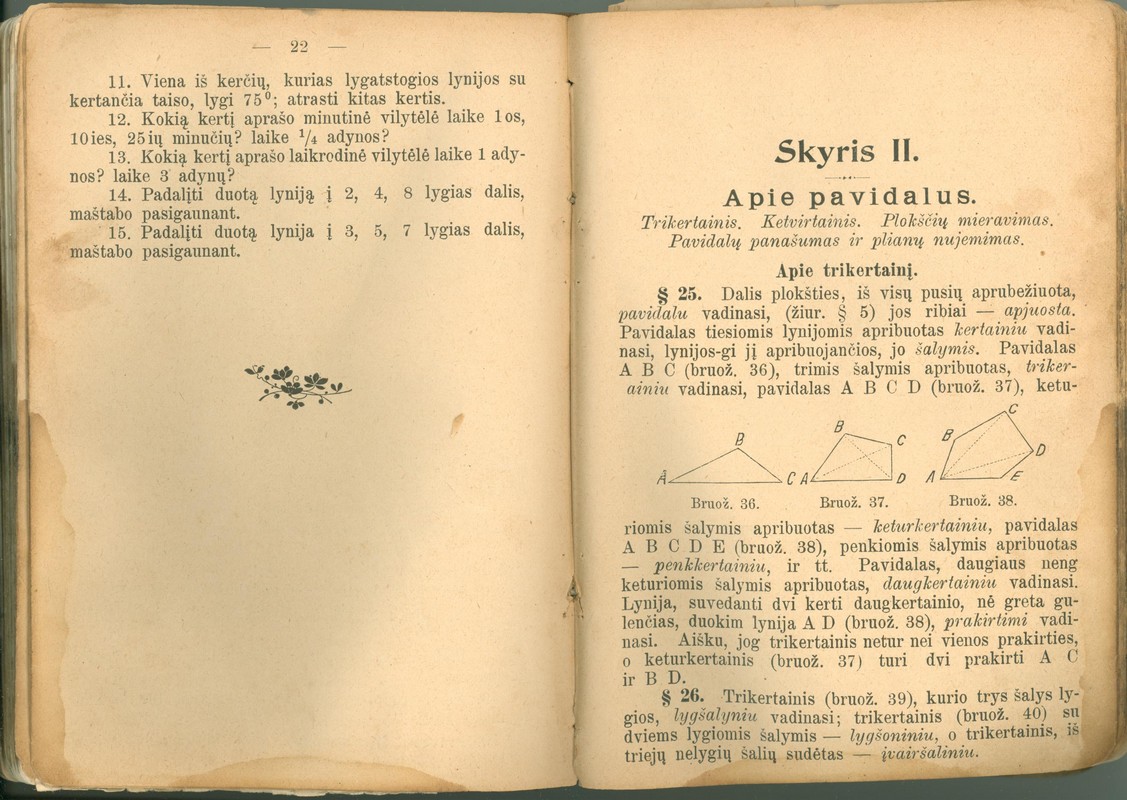 — 22 —
11. Viena iš kerčių, kurias lygatstogios lynijos su
kertančia taiso, lygi 75⁰; atrasti kitas kertis.
12. Kokią kertį aprašo minutinė vilytėlė laike 1os,
10ies, 25ių minučių? laike ¹/₄ adynos?
13. Kokią kertį aprašo laikrodinė vilytėlė laike 1 ady-
nos? laike 3 adynų?
14. Padalįti duotą lyniją į 2, 4, 8 lygias dalis,
maštabo pasigaunant.
15. Padalįti duotą lynija į 3, 5, 7 lygias dalis,
maštabo pasigaunant.
Skyris II.
Apie pavidalus.
Trikertainis. Ketvirtainis. Plokščių mieravimas.
Pavidalų panašumas ir plianų nujemimas.
Apie trikertainį.
§ 25. Dalis plokšties, iš visų pusių aprubežiuota,
pavidalu vadinasi, (žiur. § 5) jos ribiai — apjuosta.
Pavidalas tiesiomis lynijomis apribuotas kertainiu vadi-
nasi, lynijos-gi jį apribuojančios, jo šalymis. Pavidalas
A B C (bruož. 36), trimis šalymis apribuotas, triker-
ainiu vadinasi, pavidalas A B C D (bruož. 37), ketu-
A B C A B C D A B C D E
Bruož. 36. Bruož. 37. Bruož. 38.
riomis šalymis apribuotas — keturkertainiu, pavidalas
A B C D E (bruož. 38), penkiomis šalymis apribuotas
— penkkertainiu, ir tt. Pavidalas, daugiaus neng
keturiomis šalymis apribuotas, daugkertainiu vadinasi.
Lynija, suvedanti dvi kerti daugkertainio, nė greta gu-
lenčias, duokim lynija A D (bruož. 38), prakirtimi vadi-
nasi. Aišku, jog trikertainis netur nei vienos prakirties,
o keturkertainis (bruož. 37) turi dvi prakirti A C
ir B D.
§ 26. Trikertainis (bruož. 39), kurio trys šalys ly-
gios, lygšalyniu vadinasi; trikertainis (bruož. 40) su
dviems lygiomis šalymis — lygšoniniu, o trikertainis, iš
triejų nelygių šalių sudėtas — įvairšaliniu.